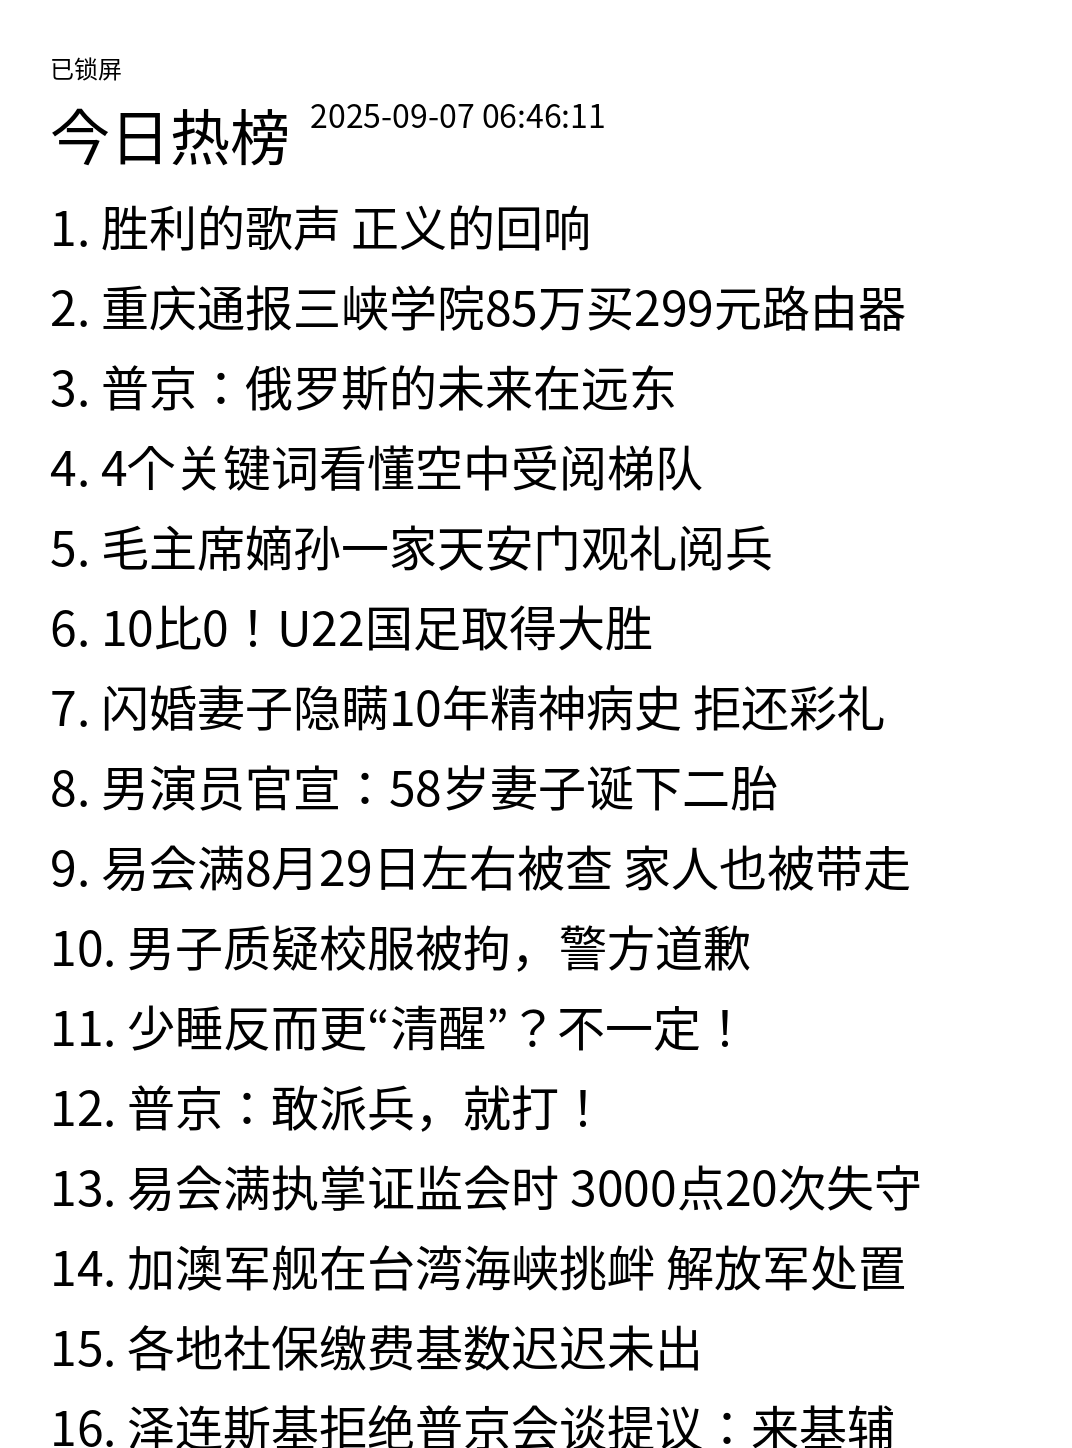 已锁屏
今日热榜 2025-09-07 06:46:11
1. 胜利的歌声 正义的回响
2. 重庆通报三峡学院85万买299元路由器
3. 普京：俄罗斯的未来在远东
4. 4个关键词看懂空中受阅梯队
5. 毛主席嫡孙一家天安门观礼阅兵
6. 10比0！U22国足取得大胜
7. 闪婚妻子隐瞒10年精神病史 拒还彩礼
8. 男演员官宣：58岁妻子诞下二胎
9. 易会满8月29日左右被查 家人也被带走
10. 男子质疑校服被拘，警方道歉
11. 少睡反而更“清醒”？不一定！
12. 普京：敢派兵，就打！
13. 易会满执掌证监会时 3000点20次失守
14. 加澳军舰在台湾海峡挑衅 解放军处置
15. 各地社保缴费基数迟迟未出
16. 泽连斯基拒绝普京会谈提议：来基辅